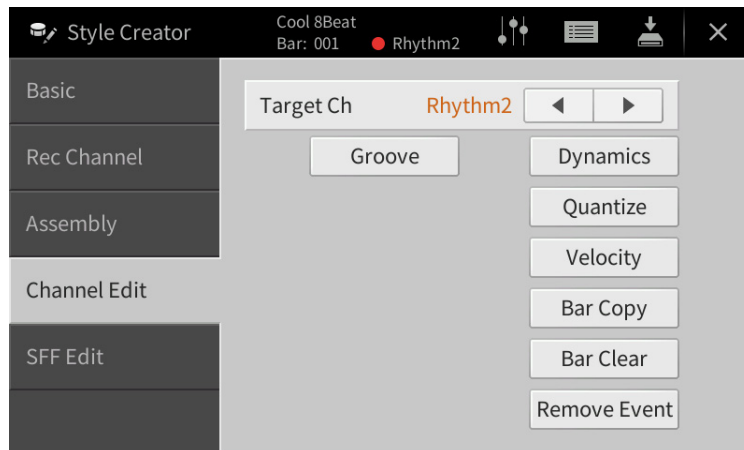 Style Creator
Cool 8Beat
Bar: 001 Rhythm2
Basic
Rec Channel
Assembly
Channel Edit
SFF Edit
Target Ch Rhythm2
Groove
Dynamics
Quantize
Velocity
Bar Copy
Bar Clear
Remove Event